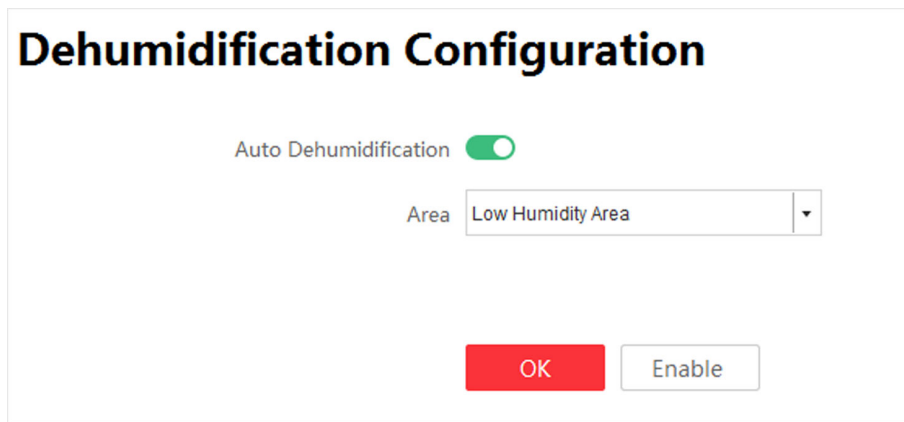 Dehumidification Configuration
Auto Dehumidification
Area Low Humidity Area
OK Enable